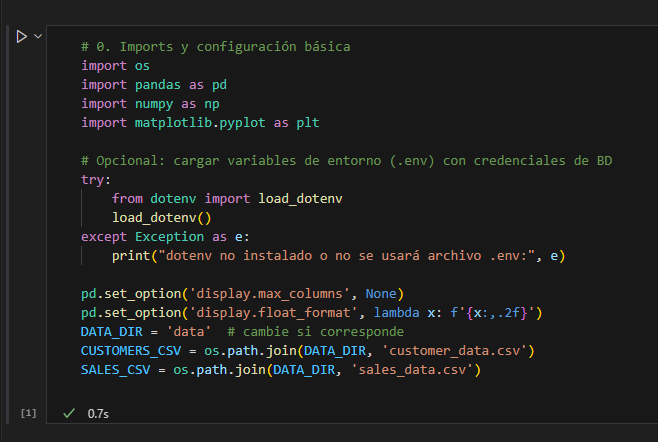 # 0. Imports y configuración básica
import os
import pandas as pd
import numpy as np
import matplotlib.pyplot as plt

# Opcional: cargar variables de entorno (.env) con credenciales de BD
try:
    from dotenv import load_dotenv
    load_dotenv()
except Exception as e:
    print("dotenv no instalado o no se usará archivo .env:", e)

pd.set_option('display.max_columns', None)
pd.set_option('display.float_format', lambda x: f'{x:,.2f}')
DATA_DIR = 'data'  # cambie si corresponde
CUSTOMERS_CSV = os.path.join(DATA_DIR, 'customer_data.csv')
SALES_CSV = os.path.join(DATA_DIR, 'sales_data.csv')
[1] 0.7s